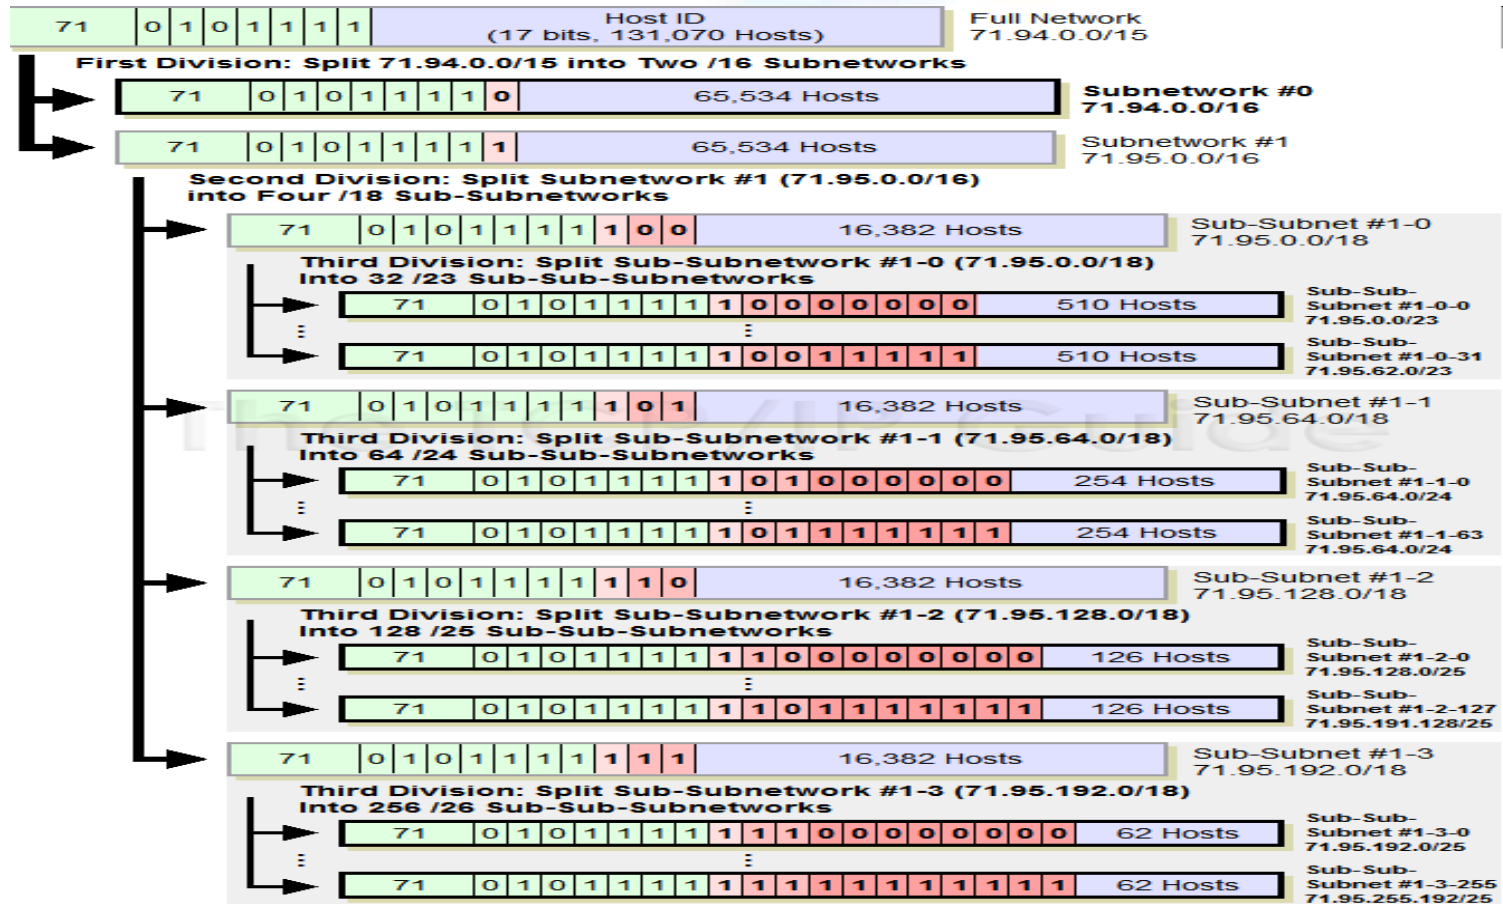 71 0 1 0 1 1 1 1 Host ID
(17 bits, 131,070 Hosts)
Full Network
71.94.0.0/15
First Division: Split 71.94.0.0/15 into Two /16 Subnetworks
71 0 1 0 1 1 1 1 0 65,534 Hosts
Subnetwork #0
71.94.0.0/16
71 0 1 0 1 1 1 1 1 65,534 Hosts
Subnetwork #1
71.95.0.0/16
Second Division: Split Subnetwork #1 (71.95.0.0/16)
into Four /18 Sub-Subnetworks
71 0 1 0 1 1 1 1 1 0 0 16,382 Hosts
Sub-Subnet #1-0
71.95.0.0/18
Third Division: Split Sub-Subnetwork #1-0 (71.95.0.0/18)
Into 32 /23 Sub-Sub-Subnetworks
71 0 1 0 1 1 1 1 1 0 0 0 0 0 0 0 510 Hosts
Sub-Sub-
Subnet #1-0-0
71.95.0.0/23
... ...
71 0 1 0 1 1 1 1 1 0 0 1 1 1 1 1 510 Hosts
Sub-Sub-
Subnet #1-0-31
71.95.62.0/23
The TCP/IP Guide
71 0 1 0 1 1 1 1 1 0 1 16,382 Hosts
Sub-Subnet #1-1
71.95.64.0/18
Third Division: Split Sub-Subnetwork #1-1 (71.95.64.0/18)
Into 64 /24 Sub-Sub-Subnetworks
71 0 1 0 1 1 1 1 1 0 1 0 0 0 0 0 0 254 Hosts
Sub-Sub-
Subnet #1-1-0
71.95.64.0/24
... ...
71 0 1 0 1 1 1 1 1 0 1 1 1 1 1 1 1 254 Hosts
Sub-Sub-
Subnet #1-1-63
71.95.64.0/24
71 0 1 0 1 1 1 1 1 1 0 16,382 Hosts
Sub-Subnet #1-2
71.95.128.0/18
Third Division: Split Sub-Subnetwork #1-2 (71.95.128.0/18)
Into 128 /25 Sub-Sub-Subnetworks
71 0 1 0 1 1 1 1 1 1 0 0 0 0 0 0 0 0 126 Hosts
Sub-Sub-
Subnet #1-2-0
71.95.128.0/25
... ...
71 0 1 0 1 1 1 1 1 1 0 1 1 1 1 1 1 1 126 Hosts
Sub-Sub-
Subnet #1-2-127
71.95.191.128/25
71 0 1 0 1 1 1 1 1 1 1 16,382 Hosts
Sub-Subnet #1-3
71.95.192.0/18
Third Division: Split Sub-Subnetwork #1-3 (71.95.192.0/18)
Into 256 /26 Sub-Sub-Subnetworks
71 0 1 0 1 1 1 1 1 1 1 0 0 0 0 0 0 0 0 62 Hosts
Sub-Sub-
Subnet #1-3-0
71.95.192.0/25
... ...
71 0 1 0 1 1 1 1 1 1 1 1 1 1 1 1 1 1 1 62 Hosts
Sub-Sub-
Subnet #1-3-255
71.95.255.192/25